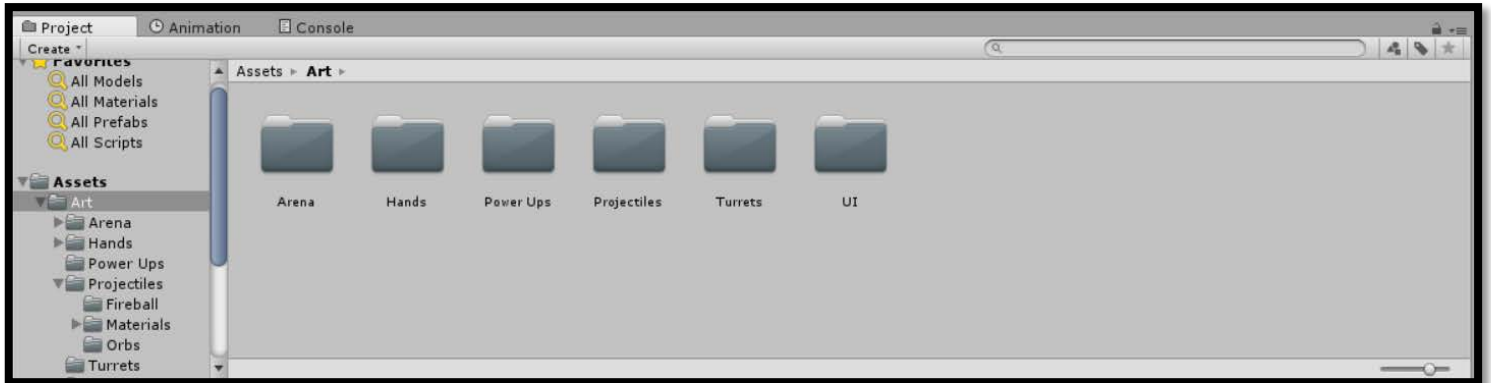 Project Animation Console
Create
Favorites
All Models
All Materials
All Prefabs
All Scripts
Assets
Art
Arena
Hands
Power Ups
Projectiles
Fireball
Materials
Orbs
Turrets
Assets Art
Arena Hands Power Ups Projectiles Turrets UI